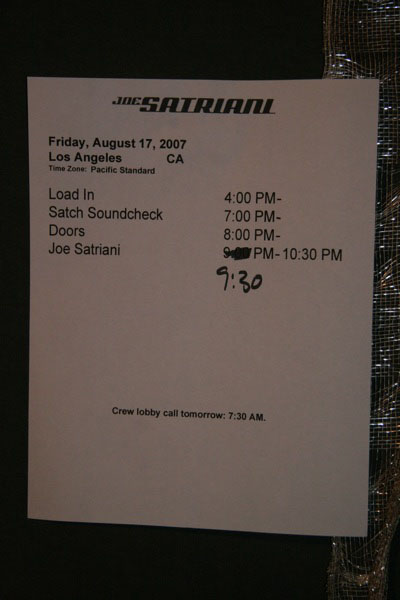 JOE SATRIANI
Friday, August 17, 2007
Los Angeles CA
Time Zone: Pacific Standard
Load In 4:00 PM-
Satch Soundcheck 7:00 PM-
Doors 8:00 PM-
Joe Satriani PM- 10:30 PM
9:30
Crew lobby call tomorrow: 7:30 AM.